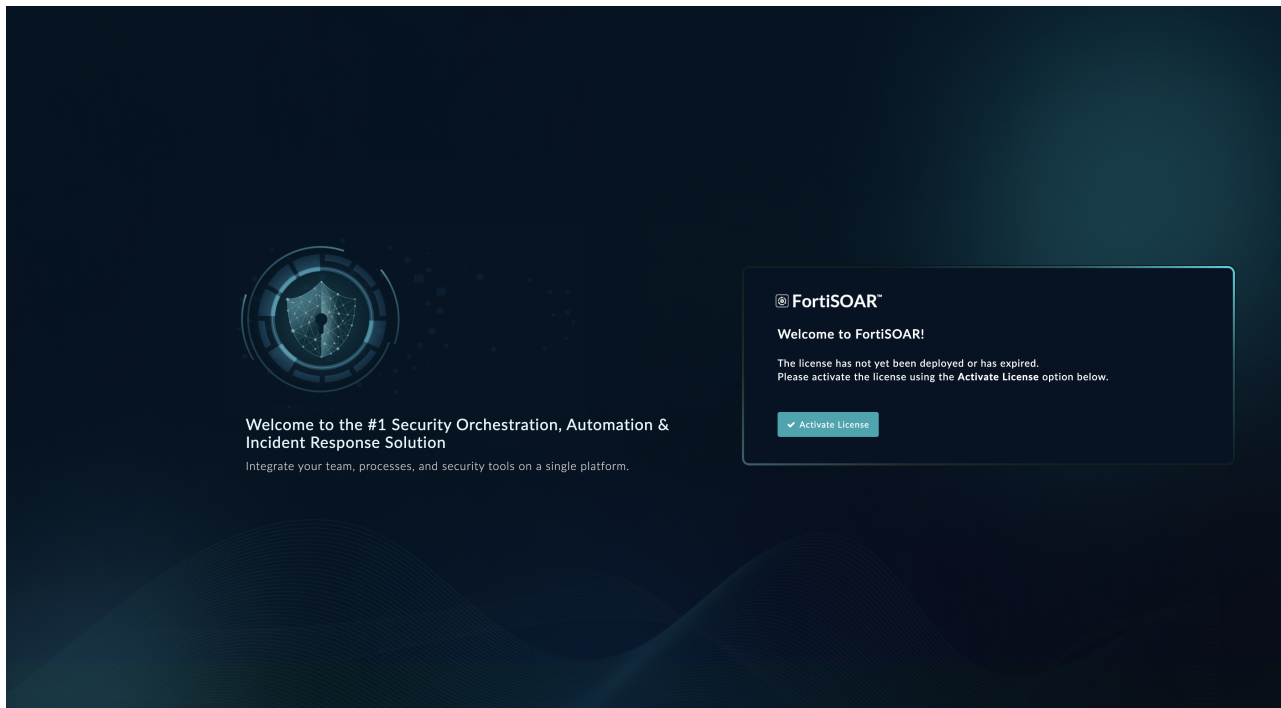 Welcome to the #1 Security Orchestration, Automation &
Incident Response Solution
Integrate your team, processes, and security tools on a single platform.
FortiSOAR™
Welcome to FortiSOAR!
The license has not yet been deployed or has expired.
Please activate the license using the Activate License option below.
Activate License